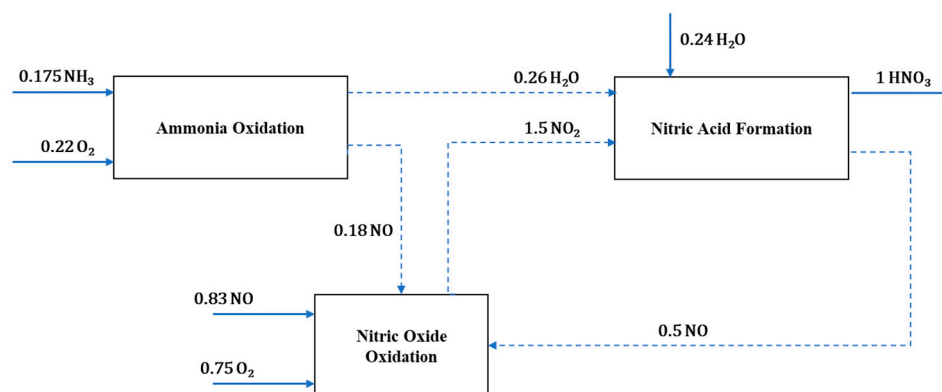 0.24 H₂O
0.175 NH₃
0.26 H₂O
1 HNO₃
Ammonia Oxidation
Nitric Acid Formation
1.5 NO₂
0.22 O₂
0.18 NO
0.83 NO
Nitric Oxide
Oxidation
0.5 NO
0.75 O₂